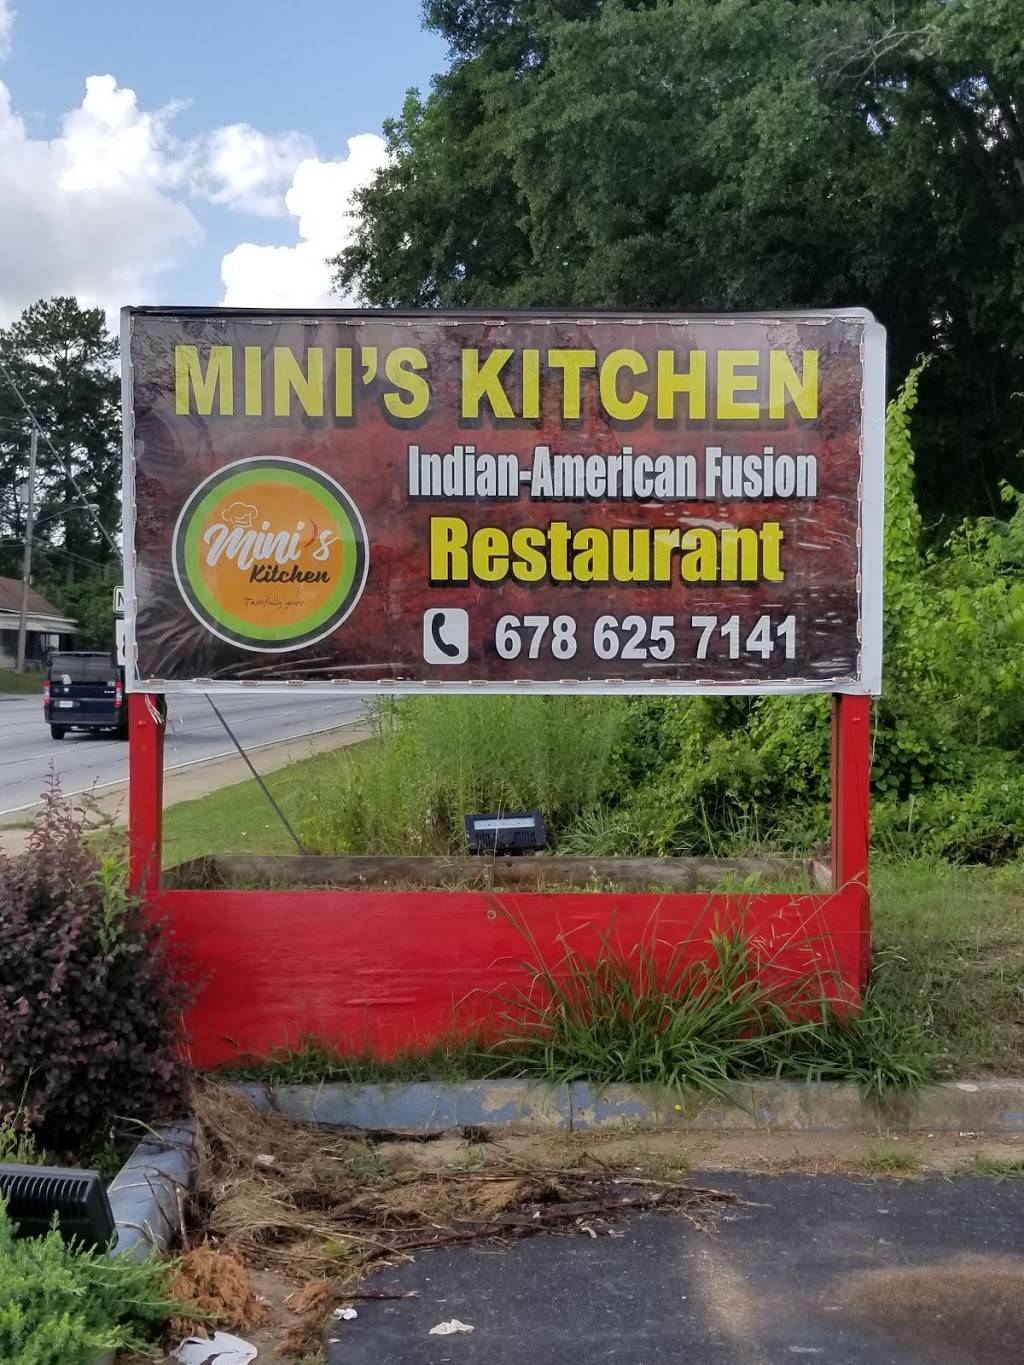 MINI'S KITCHEN
Indian-American Fusion
Restaurant
678 625 7141
Mini's
Kitchen
Tastefully yours